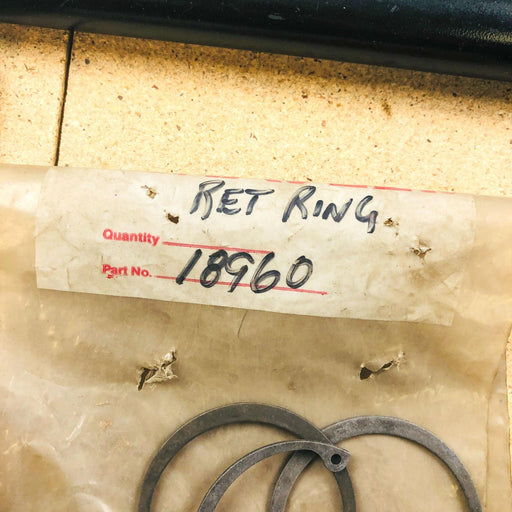 RET RING
Quantity
Part No. 18960